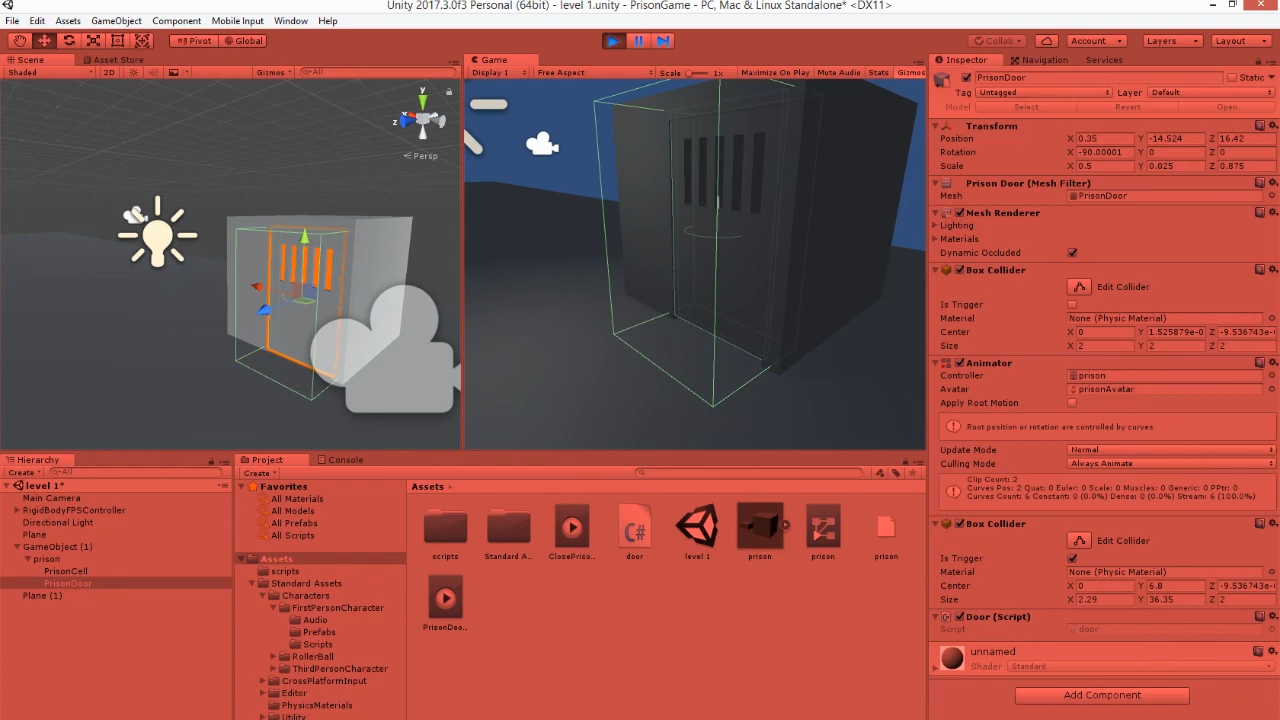 Unity 2017.3.0f3 Personal (64bit) - level 1.unity - PrisonGame - PC, Mac & Linux Standalone* <DX11>
File Edit Assets GameObject Component Mobile Input Window Help
Pivot Global Collab Account Layers Layout
Scene Asset Store
Shaded 2D Gizmos All
y
z
Persp
Game
Display 1 Free Aspect Scale 1x Maximize On Play Mute Audio Stats Gizmos
Hierarchy
Create All
level 1*
Main Camera
RigidBodyFPSController
Directional Light
Plane
GameObject (1)
prison
PrisonCell
PrisonDoor
Plane (1)
Project Console
Create
Favorites
All Materials
All Models
All Prefabs
All Scripts
Assets
scripts
Standard Assets
Characters
FirstPersonCharacter
Audio
Prefabs
Scripts
RollerBall
ThirdPersonCharacter
CrossPlatformInput
Editor
PhysicsMaterials
Utility
Assets
scripts Standard A... ClosePriso... door level 1 prison prison prison
C#
PrisonDoo...
Inspector Navigation Services
PrisonDoor Static
Tag Untagged Layer Default
Model Select Revert Open
Transform
Position X 0.35 Y -14.524 Z 16.42
Rotation X -90.00001 Y 0 Z 0
Scale X 0.5 Y 0.025 Z 0.875
Prison Door (Mesh Filter)
Mesh PrisonDoor
Mesh Renderer
Lighting
Materials
Dynamic Occluded
Box Collider
Edit Collider
Is Trigger
Material None (Physic Material)
Center X 0 Y 1.525879e-0 Z -9.536743e-
Size X 2 Y 2 Z 2
Animator
Controller prison
Avatar prisonAvatar
Apply Root Motion
Root position or rotation are controlled by curves
Update Mode Normal
Culling Mode Always Animate
Clip Count: 2
Curves Pos: 2 Quat: 0 Euler: 0 Scale: 0 Muscles: 0 Generic: 0 PPtr: 0
Curves Count: 6 Constant: 0 (0.0%) Dense: 0 (0.0%) Stream: 6 (100.0%)
Box Collider
Edit Collider
Is Trigger
Material None (Physic Material)
Center X 0 Y 6.8 Z -9.536743e-
Size X 2.29 Y 36.35 Z 2
Door (Script)
Script door
unnamed
Shader Standard
Add Component